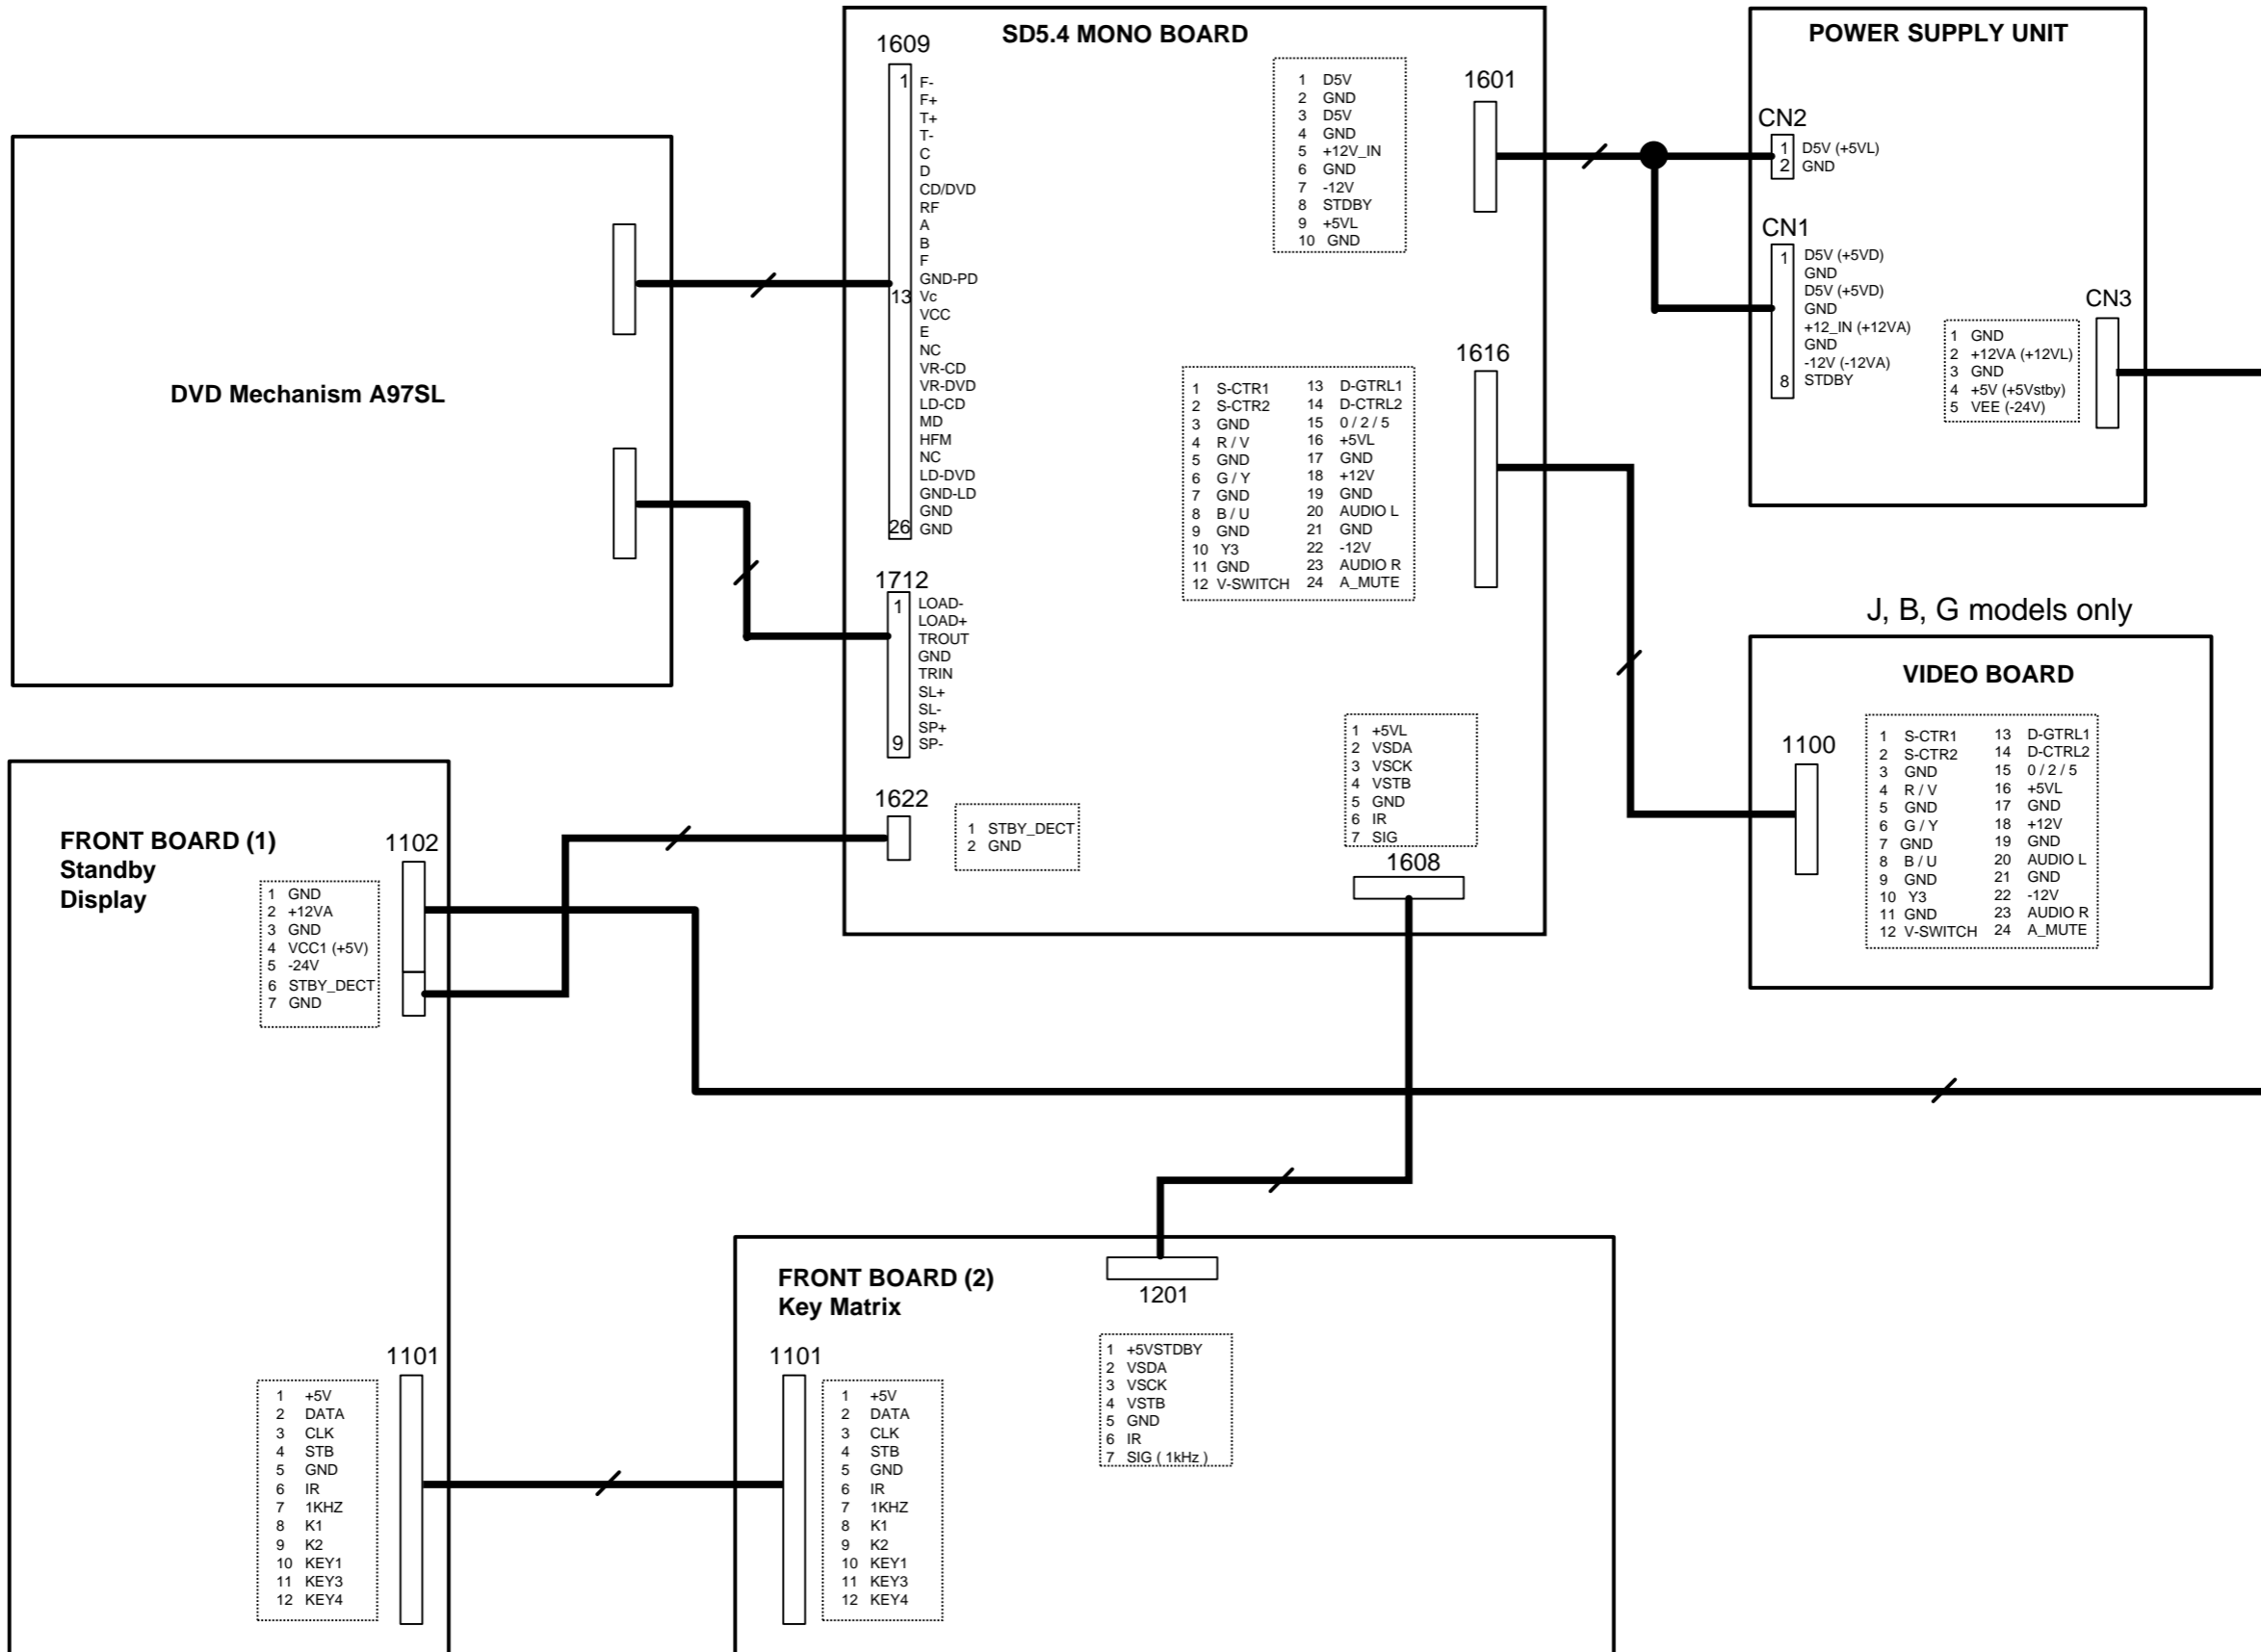 SD5.4 MONO BOARD
1609
1 F-
F+
T+
T-
C
D
CD/DVD
RF
A
B
F
GND-PD
13 Vc
VCC
E
NC
VR-CD
VR-DVD
LD-CD
MD
HFM
NC
LD-DVD
GND-LD
GND
26 GND
1712
1 LOAD-
LOAD+
TROUT
GND
TRIN
SL+
SL-
SP+
9 SP-
1622
1 STBY_DECT
2 GND
1601
1 D5V
2 GND
3 D5V
4 GND
5 +12V_IN
6 GND
7 -12V
8 STDBY
9 +5VL
10 GND
1616
1 S-CTR1
2 S-CTR2
3 GND
4 R / V
5 GND
6 G / Y
7 GND
8 B / U
9 GND
10 Y3
11 GND
12 V-SWITCH
13 D-GTRL1
14 D-CTRL2
15 0 / 2 / 5
16 +5VL
17 GND
18 +12V
19 GND
20 AUDIO L
21 GND
22 -12V
23 AUDIO R
24 A_MUTE
1 +5VL
2 VSDA
3 VSCK
4 VSTB
5 GND
6 IR
7 SIG
1608
POWER SUPPLY UNIT
CN2
1 D5V (+5VL)
2 GND
CN1
1 D5V (+5VD)
GND
D5V (+5VD)
GND
+12_IN (+12VA)
GND
-12V (-12VA)
8 STDBY
CN3
1 GND
2 +12VA (+12VL)
3 GND
4 +5V (+5Vstby)
5 VEE (-24V)
DVD Mechanism A97SL
J, B, G models only
VIDEO BOARD
1100
1 S-CTR1
2 S-CTR2
3 GND
4 R / V
5 GND
6 G / Y
7 GND
8 B / U
9 GND
10 Y3
11 GND
12 V-SWITCH
13 D-GTRL1
14 D-CTRL2
15 0 / 2 / 5
16 +5VL
17 GND
18 +12V
19 GND
20 AUDIO L
21 GND
22 -12V
23 AUDIO R
24 A_MUTE
FRONT BOARD (1)
Standby
Display
1102
1 GND
2 +12VA
3 GND
4 VCC1 (+5V)
5 -24V
6 STBY_DECT
7 GND
1101
1 +5V
2 DATA
3 CLK
4 STB
5 GND
6 IR
7 1KHZ
8 K1
9 K2
10 KEY1
11 KEY3
12 KEY4
FRONT BOARD (2)
Key Matrix
1101
1 +5V
2 DATA
3 CLK
4 STB
5 GND
6 IR
7 1KHZ
8 K1
9 K2
10 KEY1
11 KEY3
12 KEY4
1201
1 +5VSTDBY
2 VSDA
3 VSCK
4 VSTB
5 GND
6 IR
7 SIG ( 1kHz )